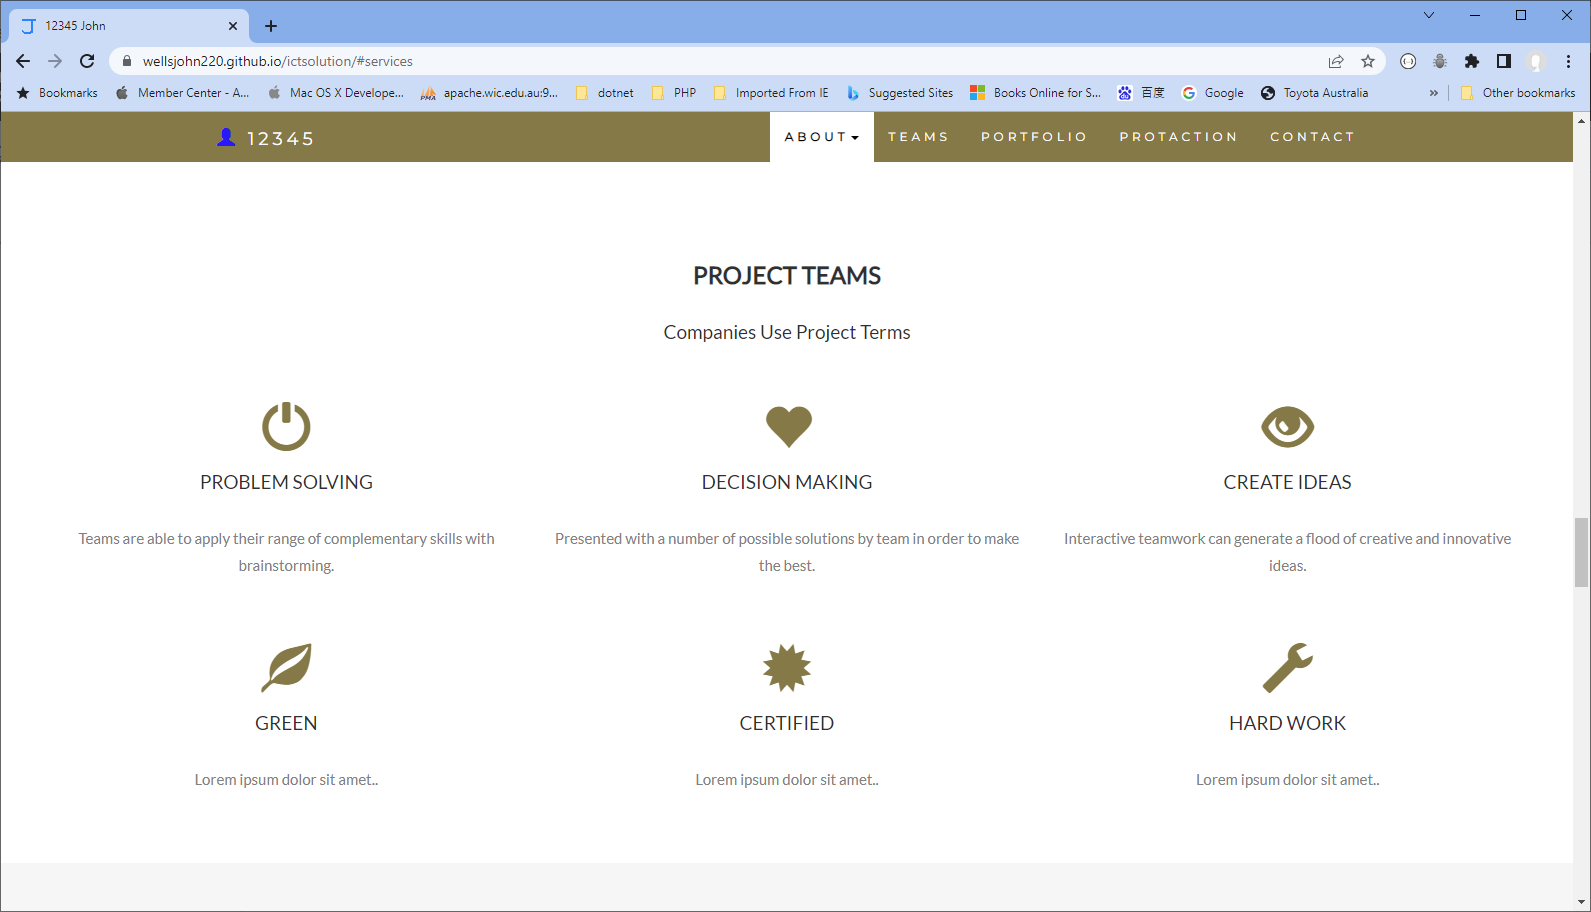 12345 John
wellsjohn220.github.io/ictsolution/#services
Bookmarks Member Center - A... Mac OS X Develope... apache.wic.edu.au:9... dotnet PHP Imported From IE Suggested Sites Books Online for S... 百度 Google Toyota Australia » Other bookmarks
12345 ABOUT TEAMS PORTFOLIO PROTACTION CONTACT
PROJECT TEAMS
Companies Use Project Terms
PROBLEM SOLVING
Teams are able to apply their range of complementary skills with
brainstorming.
DECISION MAKING
Presented with a number of possible solutions by team in order to make
the best.
CREATE IDEAS
Interactive teamwork can generate a flood of creative and innovative
ideas.
GREEN
Lorem ipsum dolor sit amet..
CERTIFIED
Lorem ipsum dolor sit amet..
HARD WORK
Lorem ipsum dolor sit amet..